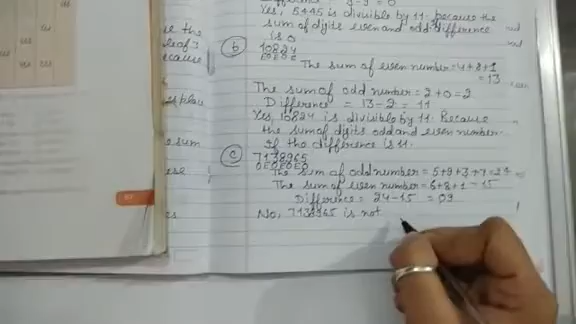 Yes, 5445 is divisible by 11, because the
sum of digits even and odd difference
is 0
(b) 10824
EOEOE
The sum of even number = 4+8+1
= 13
The sum of odd number = 2+0 = 2
Difference = 13-2 = 11
Yes, 10824 is divisible by 11. Because
the sum of digits odd and even number
If the difference is 11.
(c) 7138965
OEOEOEO
The sum of odd number = 5+9+3+7=24
The sum of even number = 6+8+1 = 15
Difference = 24-15 = 09
No, 7138965 is not